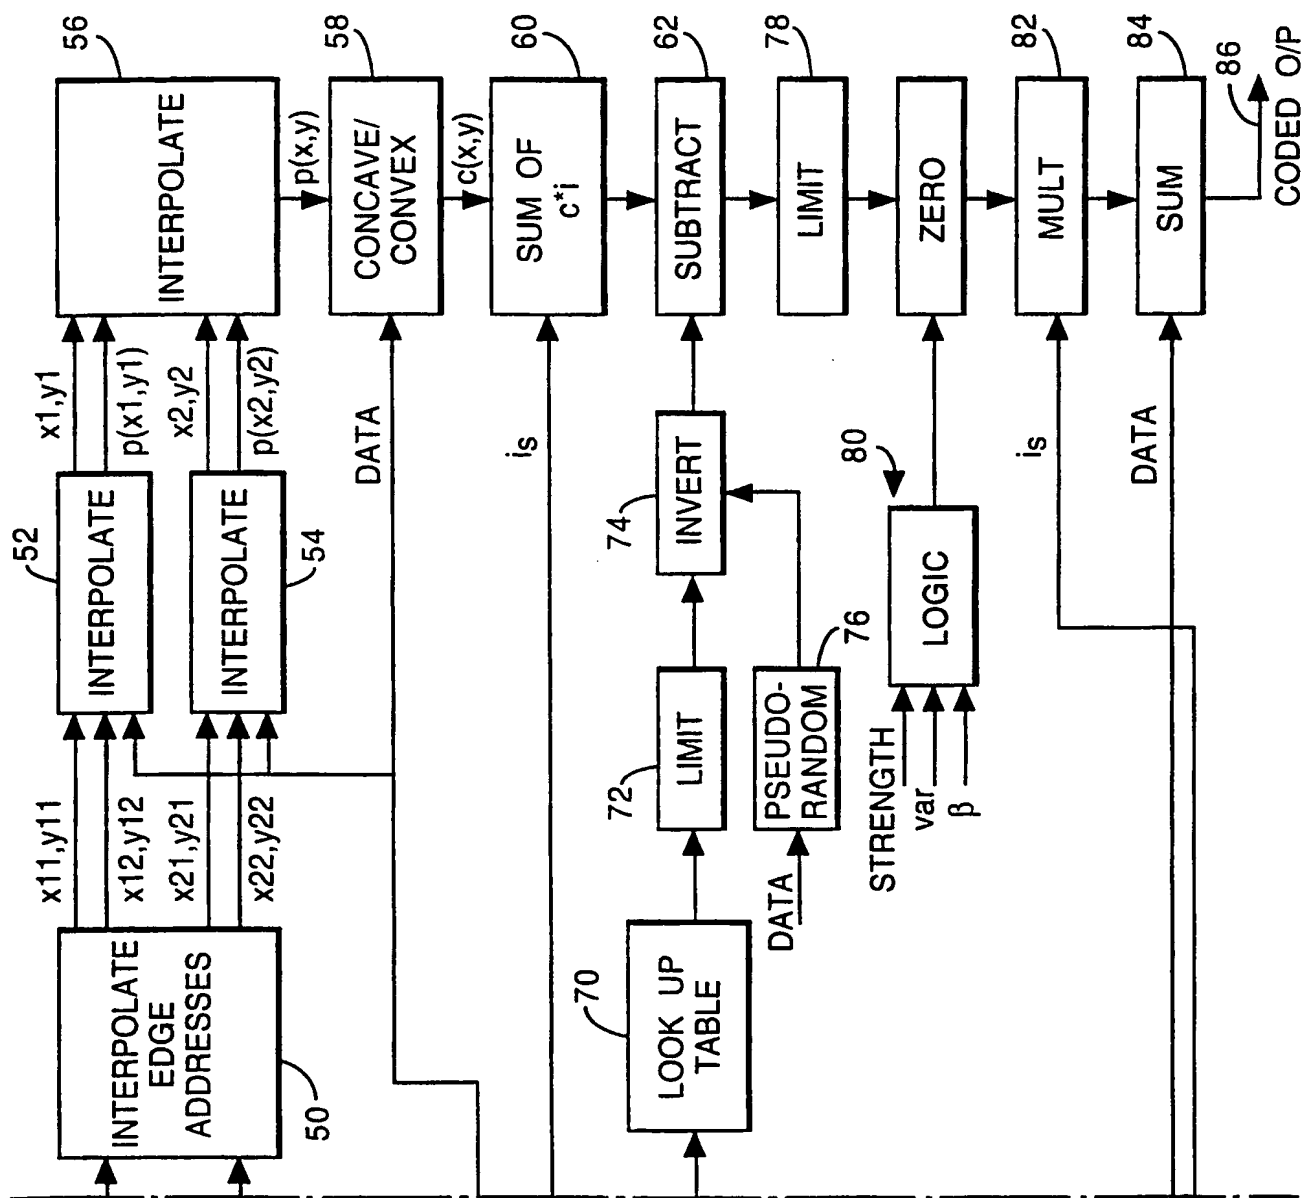 56
58
60
62
78
82
84
86
INTERPOLATE
p(x,y)
CONCAVE/
CONVEX
c(x,y)
SUM OF
c*i
SUBTRACT
LIMIT
ZERO
MULT
SUM
CODED O/P
x1,y1
p(x1,y1)
x2,y2
p(x2,y2)
DATA
is
is
DATA
52
INTERPOLATE
INTERPOLATE
54
74
INVERT
80
LOGIC
x11,y11
x12,y12
x21,y21
x22,y22
72
LIMIT
76
PSEUDO-
RANDOM
STRENGTH
var
β
DATA
INTERPOLATE
EDGE
ADDRESSES
50
70
LOOK UP
TABLE